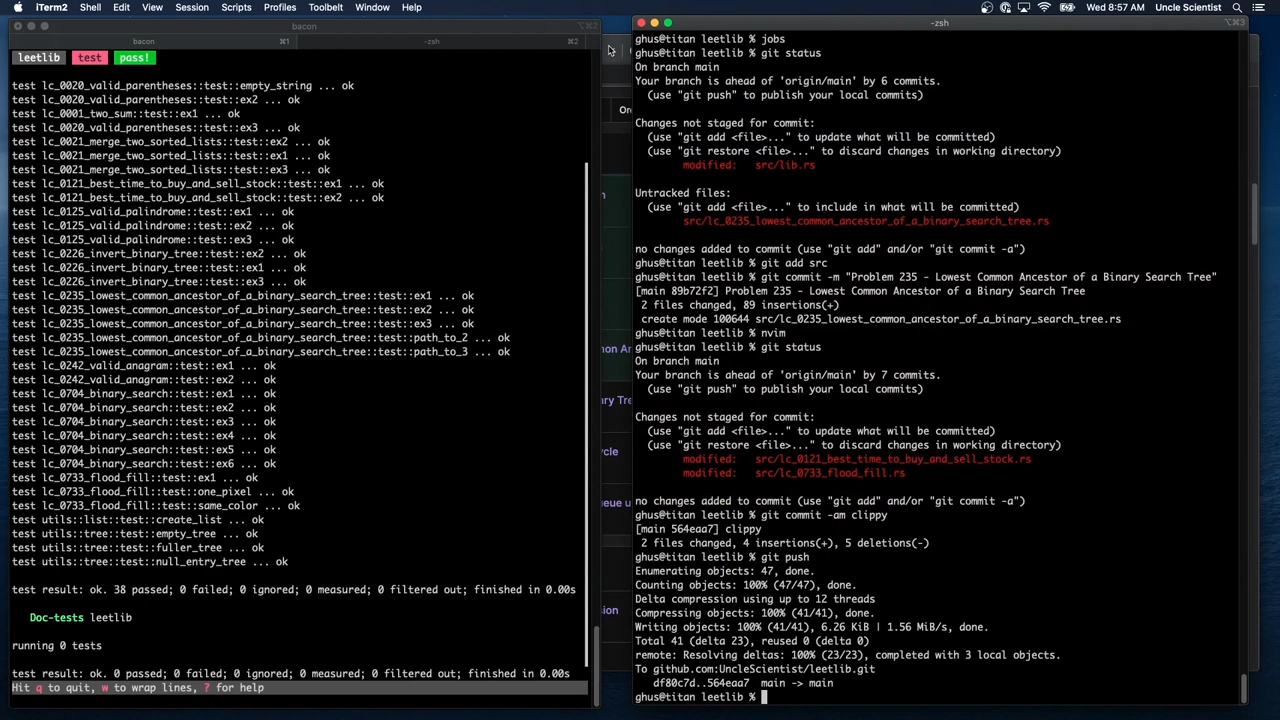 iTerm2 Shell Edit View Session Scripts Profiles Toolbelt Window Help Wed 8:57 AM Uncle Scientist
bacon ⌥⌘2
bacon ⌘1 -zsh ⌘2
leetlib test pass!
test lc_0020_valid_parentheses::test::empty_string ... ok
test lc_0020_valid_parentheses::test::ex2 ... ok
test lc_0001_two_sum::test::ex1 ... ok
test lc_0020_valid_parentheses::test::ex3 ... ok
test lc_0021_merge_two_sorted_lists::test::ex2 ... ok
test lc_0021_merge_two_sorted_lists::test::ex1 ... ok
test lc_0021_merge_two_sorted_lists::test::ex3 ... ok
test lc_0121_best_time_to_buy_and_sell_stock::test::ex1 ... ok
test lc_0121_best_time_to_buy_and_sell_stock::test::ex2 ... ok
test lc_0125_valid_palindrome::test::ex1 ... ok
test lc_0125_valid_palindrome::test::ex2 ... ok
test lc_0125_valid_palindrome::test::ex3 ... ok
test lc_0226_invert_binary_tree::test::ex2 ... ok
test lc_0226_invert_binary_tree::test::ex1 ... ok
test lc_0226_invert_binary_tree::test::ex3 ... ok
test lc_0235_lowest_common_ancestor_of_a_binary_search_tree::test::ex1 ... ok
test lc_0235_lowest_common_ancestor_of_a_binary_search_tree::test::ex2 ... ok
test lc_0235_lowest_common_ancestor_of_a_binary_search_tree::test::ex3 ... ok
test lc_0235_lowest_common_ancestor_of_a_binary_search_tree::test::path_to_2 ... ok
test lc_0235_lowest_common_ancestor_of_a_binary_search_tree::test::path_to_3 ... ok
test lc_0242_valid_anagram::test::ex1 ... ok
test lc_0242_valid_anagram::test::ex2 ... ok
test lc_0704_binary_search::test::ex1 ... ok
test lc_0704_binary_search::test::ex2 ... ok
test lc_0704_binary_search::test::ex3 ... ok
test lc_0704_binary_search::test::ex4 ... ok
test lc_0704_binary_search::test::ex5 ... ok
test lc_0704_binary_search::test::ex6 ... ok
test lc_0733_flood_fill::test::ex1 ... ok
test lc_0733_flood_fill::test::one_pixel ... ok
test lc_0733_flood_fill::test::same_color ... ok
test utils::list::test::create_list ... ok
test utils::tree::test::empty_tree ... ok
test utils::tree::test::fuller_tree ... ok
test utils::tree::test::null_entry_tree ... ok
test result: ok. 38 passed; 0 failed; 0 ignored; 0 measured; 0 filtered out; finished in 0.00s
Doc-tests leetlib
running 0 tests
test result: ok. 0 passed; 0 failed; 0 ignored; 0 measured; 0 filtered out; finished in 0.00s
Hit q to quit, w to wrap lines, ? for help
Or
n
on An
ary Tre
ycle
ueue u
sion
-zsh ⌥⌘3
ghus@titan leetlib % jobs
ghus@titan leetlib % git status
On branch main
Your branch is ahead of 'origin/main' by 6 commits.
(use "git push" to publish your local commits)
Changes not staged for commit:
(use "git add <file>..." to update what will be committed)
(use "git restore <file>..." to discard changes in working directory)
modified: src/lib.rs
Untracked files:
(use "git add <file>..." to include in what will be committed)
src/lc_0235_lowest_common_ancestor_of_a_binary_search_tree.rs
no changes added to commit (use "git add" and/or "git commit -a")
ghus@titan leetlib % git add src
ghus@titan leetlib % git commit -m "Problem 235 - Lowest Common Ancestor of a Binary Search Tree"
[main 89b72f2] Problem 235 - Lowest Common Ancestor of a Binary Search Tree
2 files changed, 89 insertions(+)
create mode 100644 src/lc_0235_lowest_common_ancestor_of_a_binary_search_tree.rs
ghus@titan leetlib % nvim
ghus@titan leetlib % git status
On branch main
Your branch is ahead of 'origin/main' by 7 commits.
(use "git push" to publish your local commits)
Changes not staged for commit:
(use "git add <file>..." to update what will be committed)
(use "git restore <file>..." to discard changes in working directory)
modified: src/lc_0121_best_time_to_buy_and_sell_stock.rs
modified: src/lc_0733_flood_fill.rs
no changes added to commit (use "git add" and/or "git commit -a")
ghus@titan leetlib % git commit -am clippy
[main 564eaa7] clippy
2 files changed, 4 insertions(+), 5 deletions(-)
ghus@titan leetlib % git push
Enumerating objects: 47, done.
Counting objects: 100% (47/47), done.
Delta compression using up to 12 threads
Compressing objects: 100% (41/41), done.
Writing objects: 100% (41/41), 6.26 KiB | 1.56 MiB/s, done.
Total 41 (delta 23), reused 0 (delta 0)
remote: Resolving deltas: 100% (23/23), completed with 3 local objects.
To github.com:UncleScientist/leetlib.git
df80c7d..564eaa7 main -> main
ghus@titan leetlib %